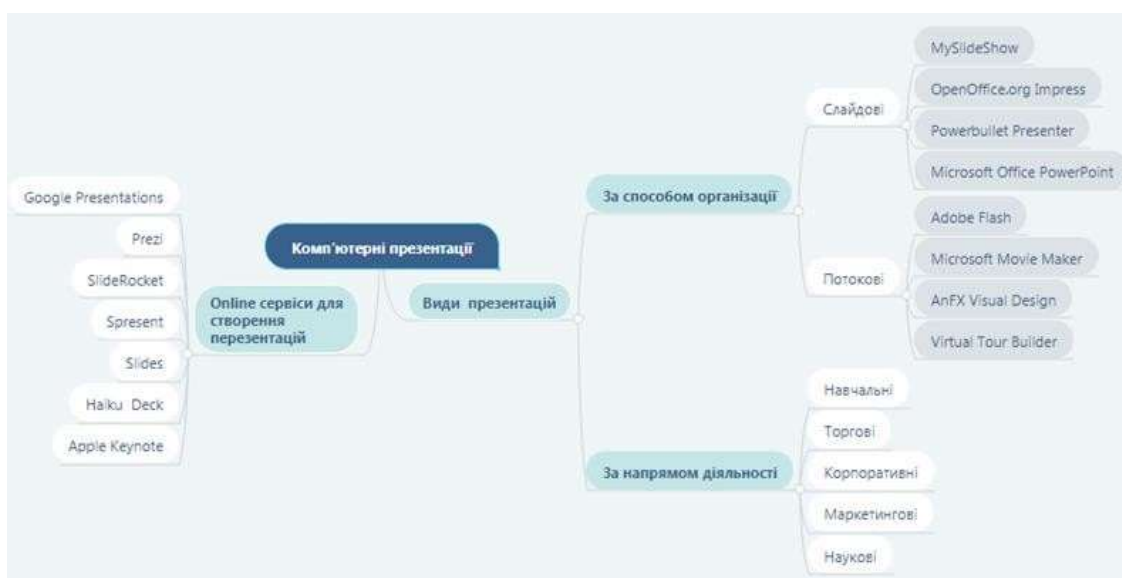 Комп'ютерні презентації
Online сервіси для
створення
перезентацій
Google Presentations
Prezi
SlideRocket
Spresent
Slides
Haiku Deck
Apple Keynote
Види презентацій
За способом організації
Слайдові
MySlideShow
OpenOffice.org Impress
Powerbullet Presenter
Microsoft Office PowerPoint
Потокові
Adobe Flash
Microsoft Movie Maker
AnFX Visual Design
Virtual Tour Builder
За напрямом діяльності
Навчальні
Торгові
Корпоративні
Маркетингові
Наукові